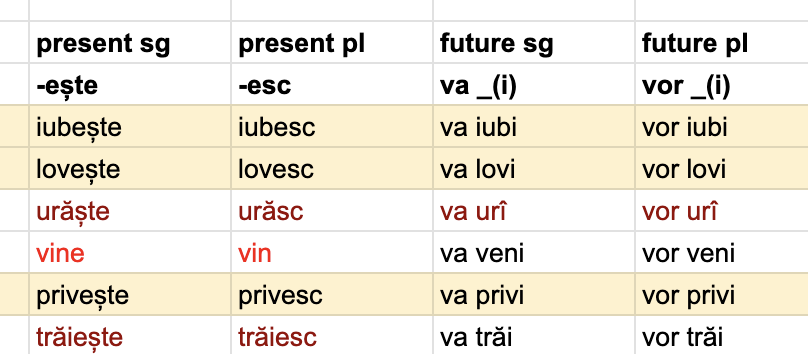 present sg present pl future sg future pl
-ește -esc va _(i) vor _(i)
iubește iubesc va iubi vor iubi
lovește lovesc va lovi vor lovi
urăște urăsc va urî vor urî
vine vin va veni vor veni
privește privesc va privi vor privi
trăiește trăiesc va trăi vor trăi